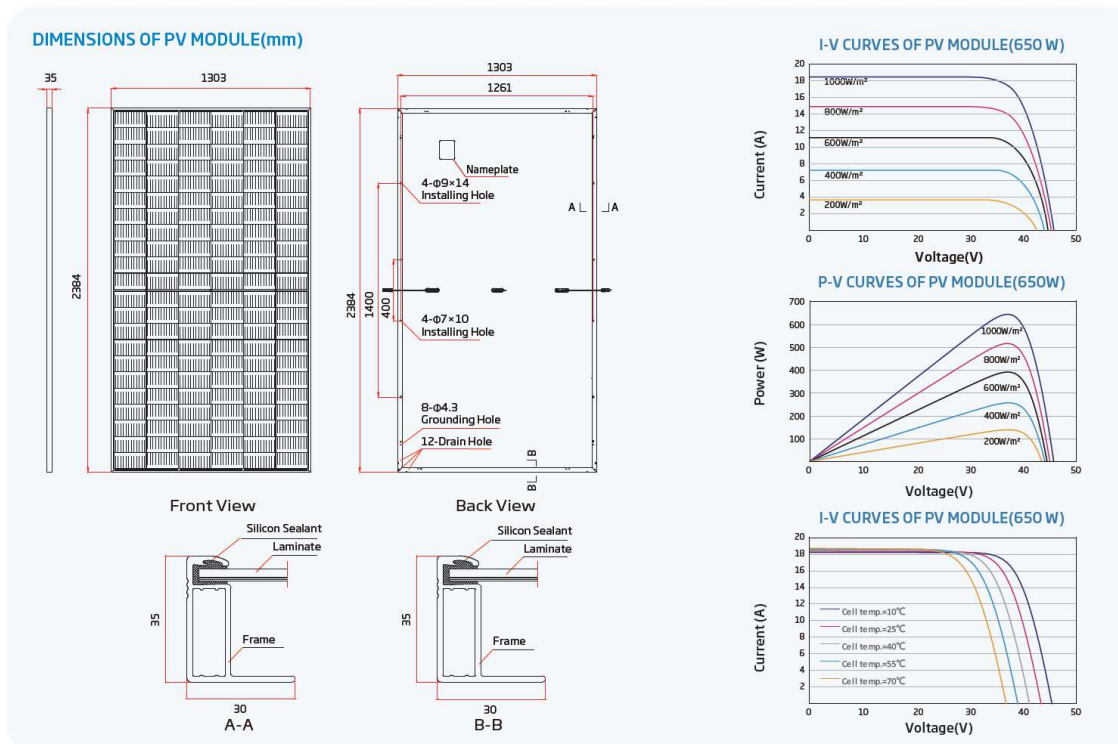 DIMENSIONS OF PV MODULE(mm)
35
1303
2384
Front View
1303
1261
Nameplate
4-Φ9×14
Installing Hole
A A
2384
1400
400
4-Φ7×10
Installing Hole
8-Φ4.3
Grounding Hole
12-Drain Hole
B
B
Back View
Silicon Sealant
Laminate
35
Frame
30
A-A
Silicon Sealant
Laminate
35
Frame
30
B-B
I-V CURVES OF PV MODULE(650 W)
Current (A)
20
18
16
14
12
10
8
6
4
2
1000W/m²
800W/m²
600W/m²
400W/m²
200W/m²
0 10 20 30 40 50
Voltage(V)
P-V CURVES OF PV MODULE(650W)
Power (W)
700
600
500
400
300
200
100
1000W/m²
800W/m²
600W/m²
400W/m²
200W/m²
0 10 20 30 40 50
Voltage(V)
I-V CURVES OF PV MODULE(650 W)
Current (A)
20
18
16
14
12
10
8
6
4
2
Cell temp.=10℃
Cell temp.=25℃
Cell temp.=40℃
Cell temp.=55℃
Cell temp.=70℃
0 10 20 30 40 50
Voltage(V)